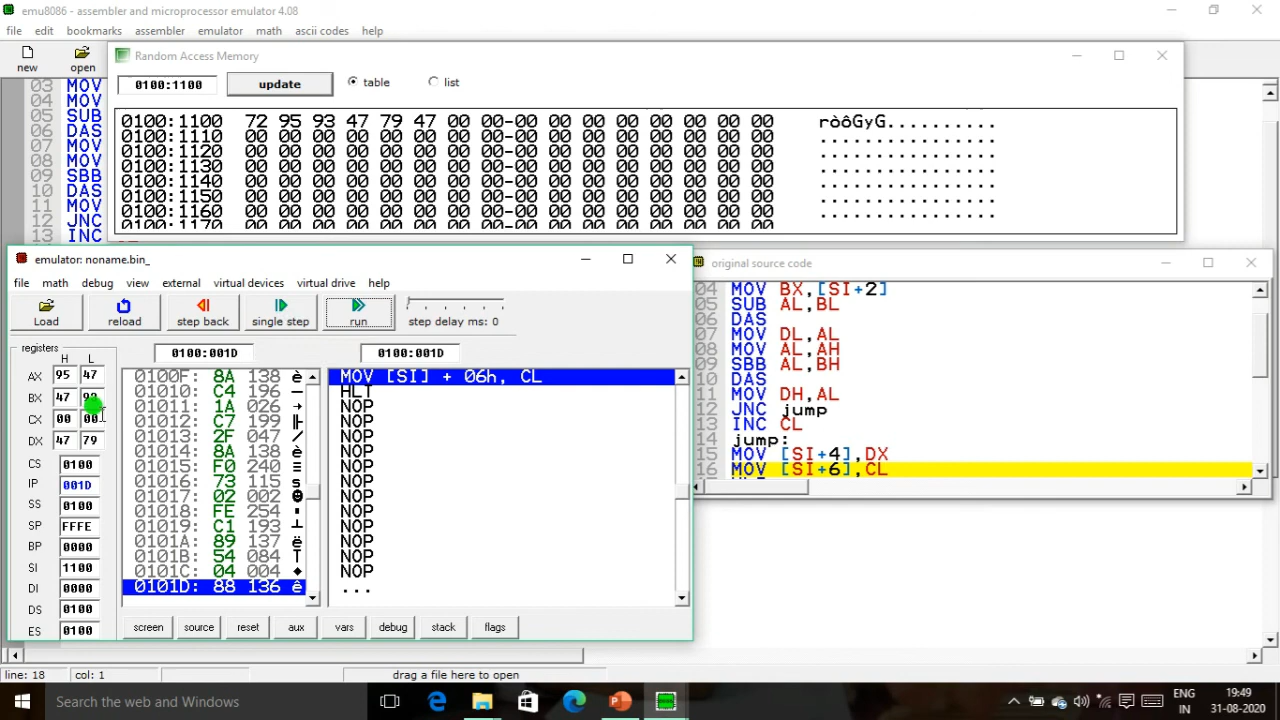 emu8086 - assembler and microprocessor emulator 4.08
file edit bookmarks assembler emulator math ascii codes help
new open
Random Access Memory
0100:1100 update table list
0100:1100 72 95 93 47 79 47 00 00-00 00 00 00 00 00 00 00 ròôGyG..........
0100:1110 00 00 00 00 00 00 00 00-00 00 00 00 00 00 00 00 ................
0100:1120 00 00 00 00 00 00 00 00-00 00 00 00 00 00 00 00 ................
0100:1130 00 00 00 00 00 00 00 00-00 00 00 00 00 00 00 00 ................
0100:1140 00 00 00 00 00 00 00 00-00 00 00 00 00 00 00 00 ................
0100:1150 00 00 00 00 00 00 00 00-00 00 00 00 00 00 00 00 ................
0100:1160 00 00 00 00 00 00 00 00-00 00 00 00 00 00 00 00 ................
0100:1170 00 00 00 00 00 00 00 00-00 00 00 00 00 00 00 00
03 MOV
04 MOV
05 SUB
06 DAS
07 MOV
08 MOV
09 SBB
10 DAS
11 MOV
12 JNC
13 INC
emulator: noname.bin_
file math debug view external virtual devices virtual drive help
Load reload step back single step run step delay ms: 0
registers
H L
AX 95 47
BX 47
CX 00 00
DX 47 79
CS 0100
IP 001D
SS 0100
SP FFFE
BP 0000
SI 1100
DI 0000
DS 0100
ES 0100
0100:001D 0100:001D
0100F: 8A 138 è
01010: C4 196 ─
01011: 1A 026 →
01012: C7 199 ╟
01013: 2F 047 /
01014: 8A 138 è
01015: F0 240 ≡
01016: 73 115 s
01017: 02 002 ☻
01018: FE 254 ■
01019: C1 193 ┴
0101A: 89 137 ë
0101B: 54 084 T
0101C: 04 004 ♦
0101D: 88 136 ê
MOV [SI] + 06h, CL
HLT
NOP
NOP
NOP
NOP
NOP
NOP
NOP
NOP
NOP
NOP
NOP
NOP
...
screen source reset aux vars debug stack flags
original source code
04 MOV BX,[SI+2]
05 SUB AL,BL
06 DAS
07 MOV DL,AL
08 MOV AL,AH
09 SBB AL,BH
10 DAS
11 MOV DH,AL
12 JNC jump
13 INC CL
14 jump:
15 MOV [SI+4],DX
16 MOV [SI+6],CL
line: 18 col: 1 drag a file here to open
Search the web and Windows
ENG
IN
19:49
31-08-2020